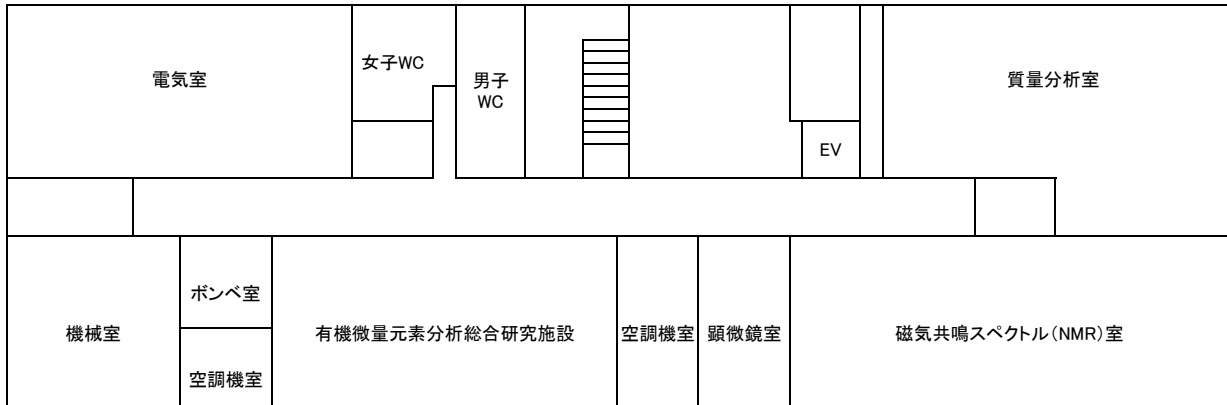 電気室
女子WC
男子
WC
EV
質量分析室
機械室
ボンベ室
空調機室
有機微量元素分析総合研究施設
空調機室
顕微鏡室
磁気共鳴スペクトル(NMR)室